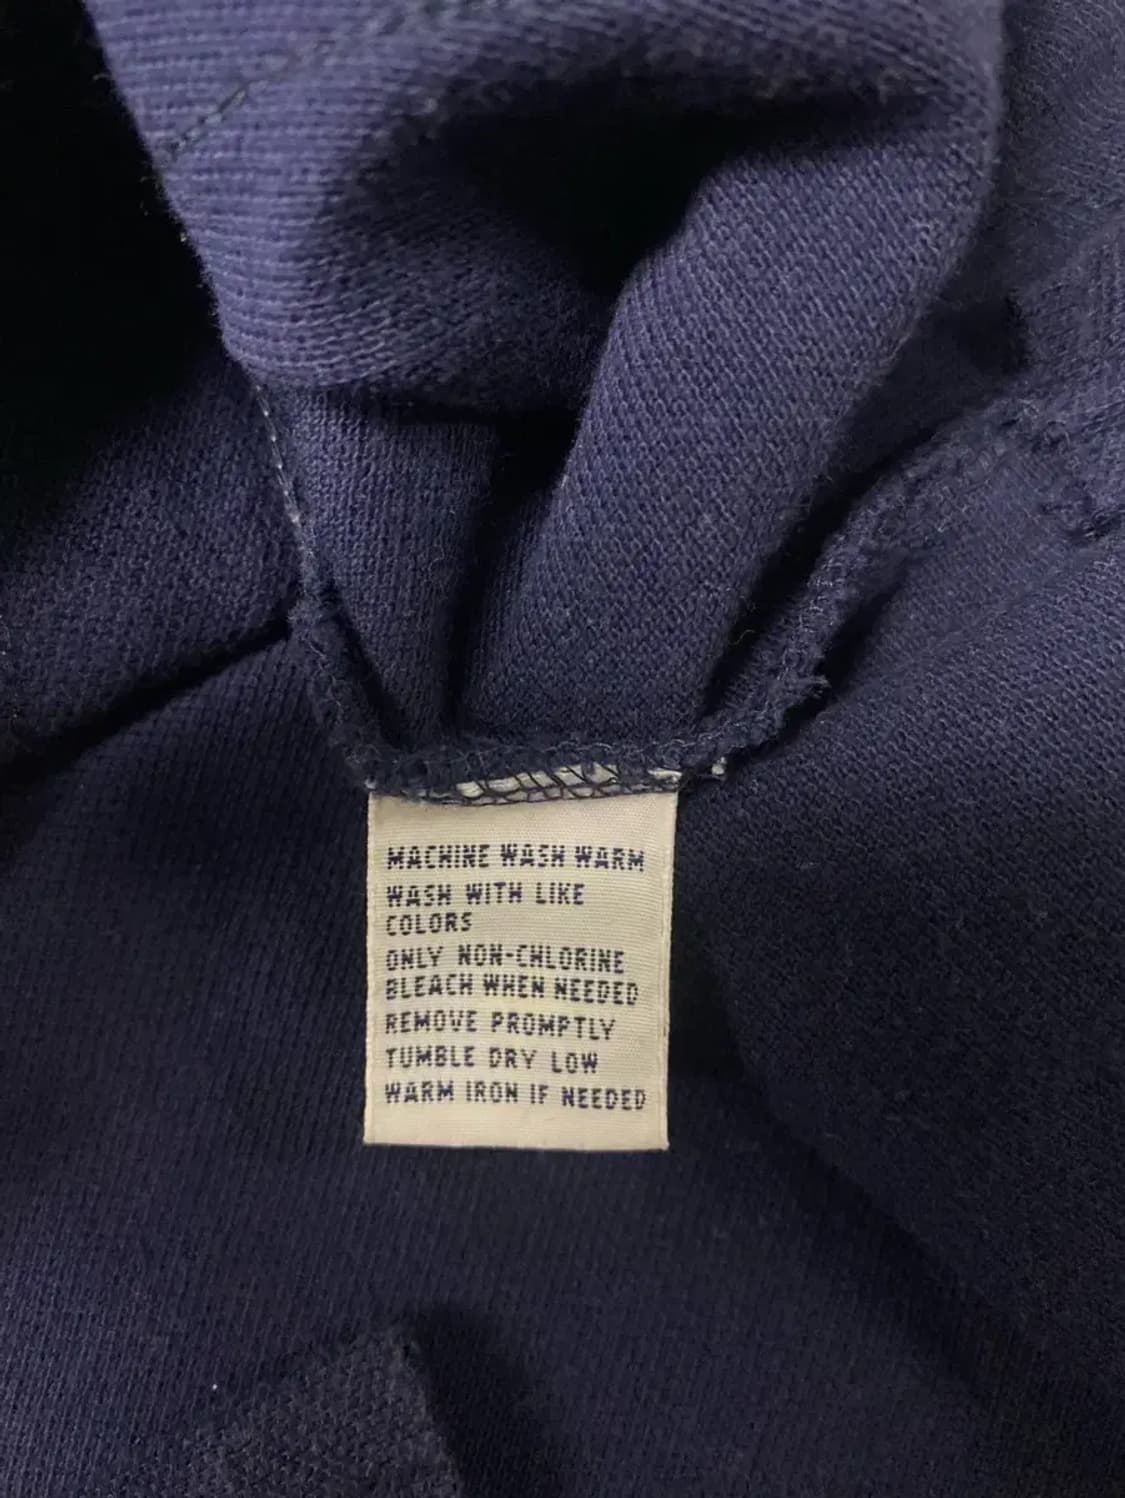 MACHINE WASH WARM
WASH WITH LIKE
COLORS
ONLY NON-CHLORINE
BLEACH WHEN NEEDED
REMOVE PROMPTLY
TUMBLE DRY LOW
WARM IRON IF NEEDED